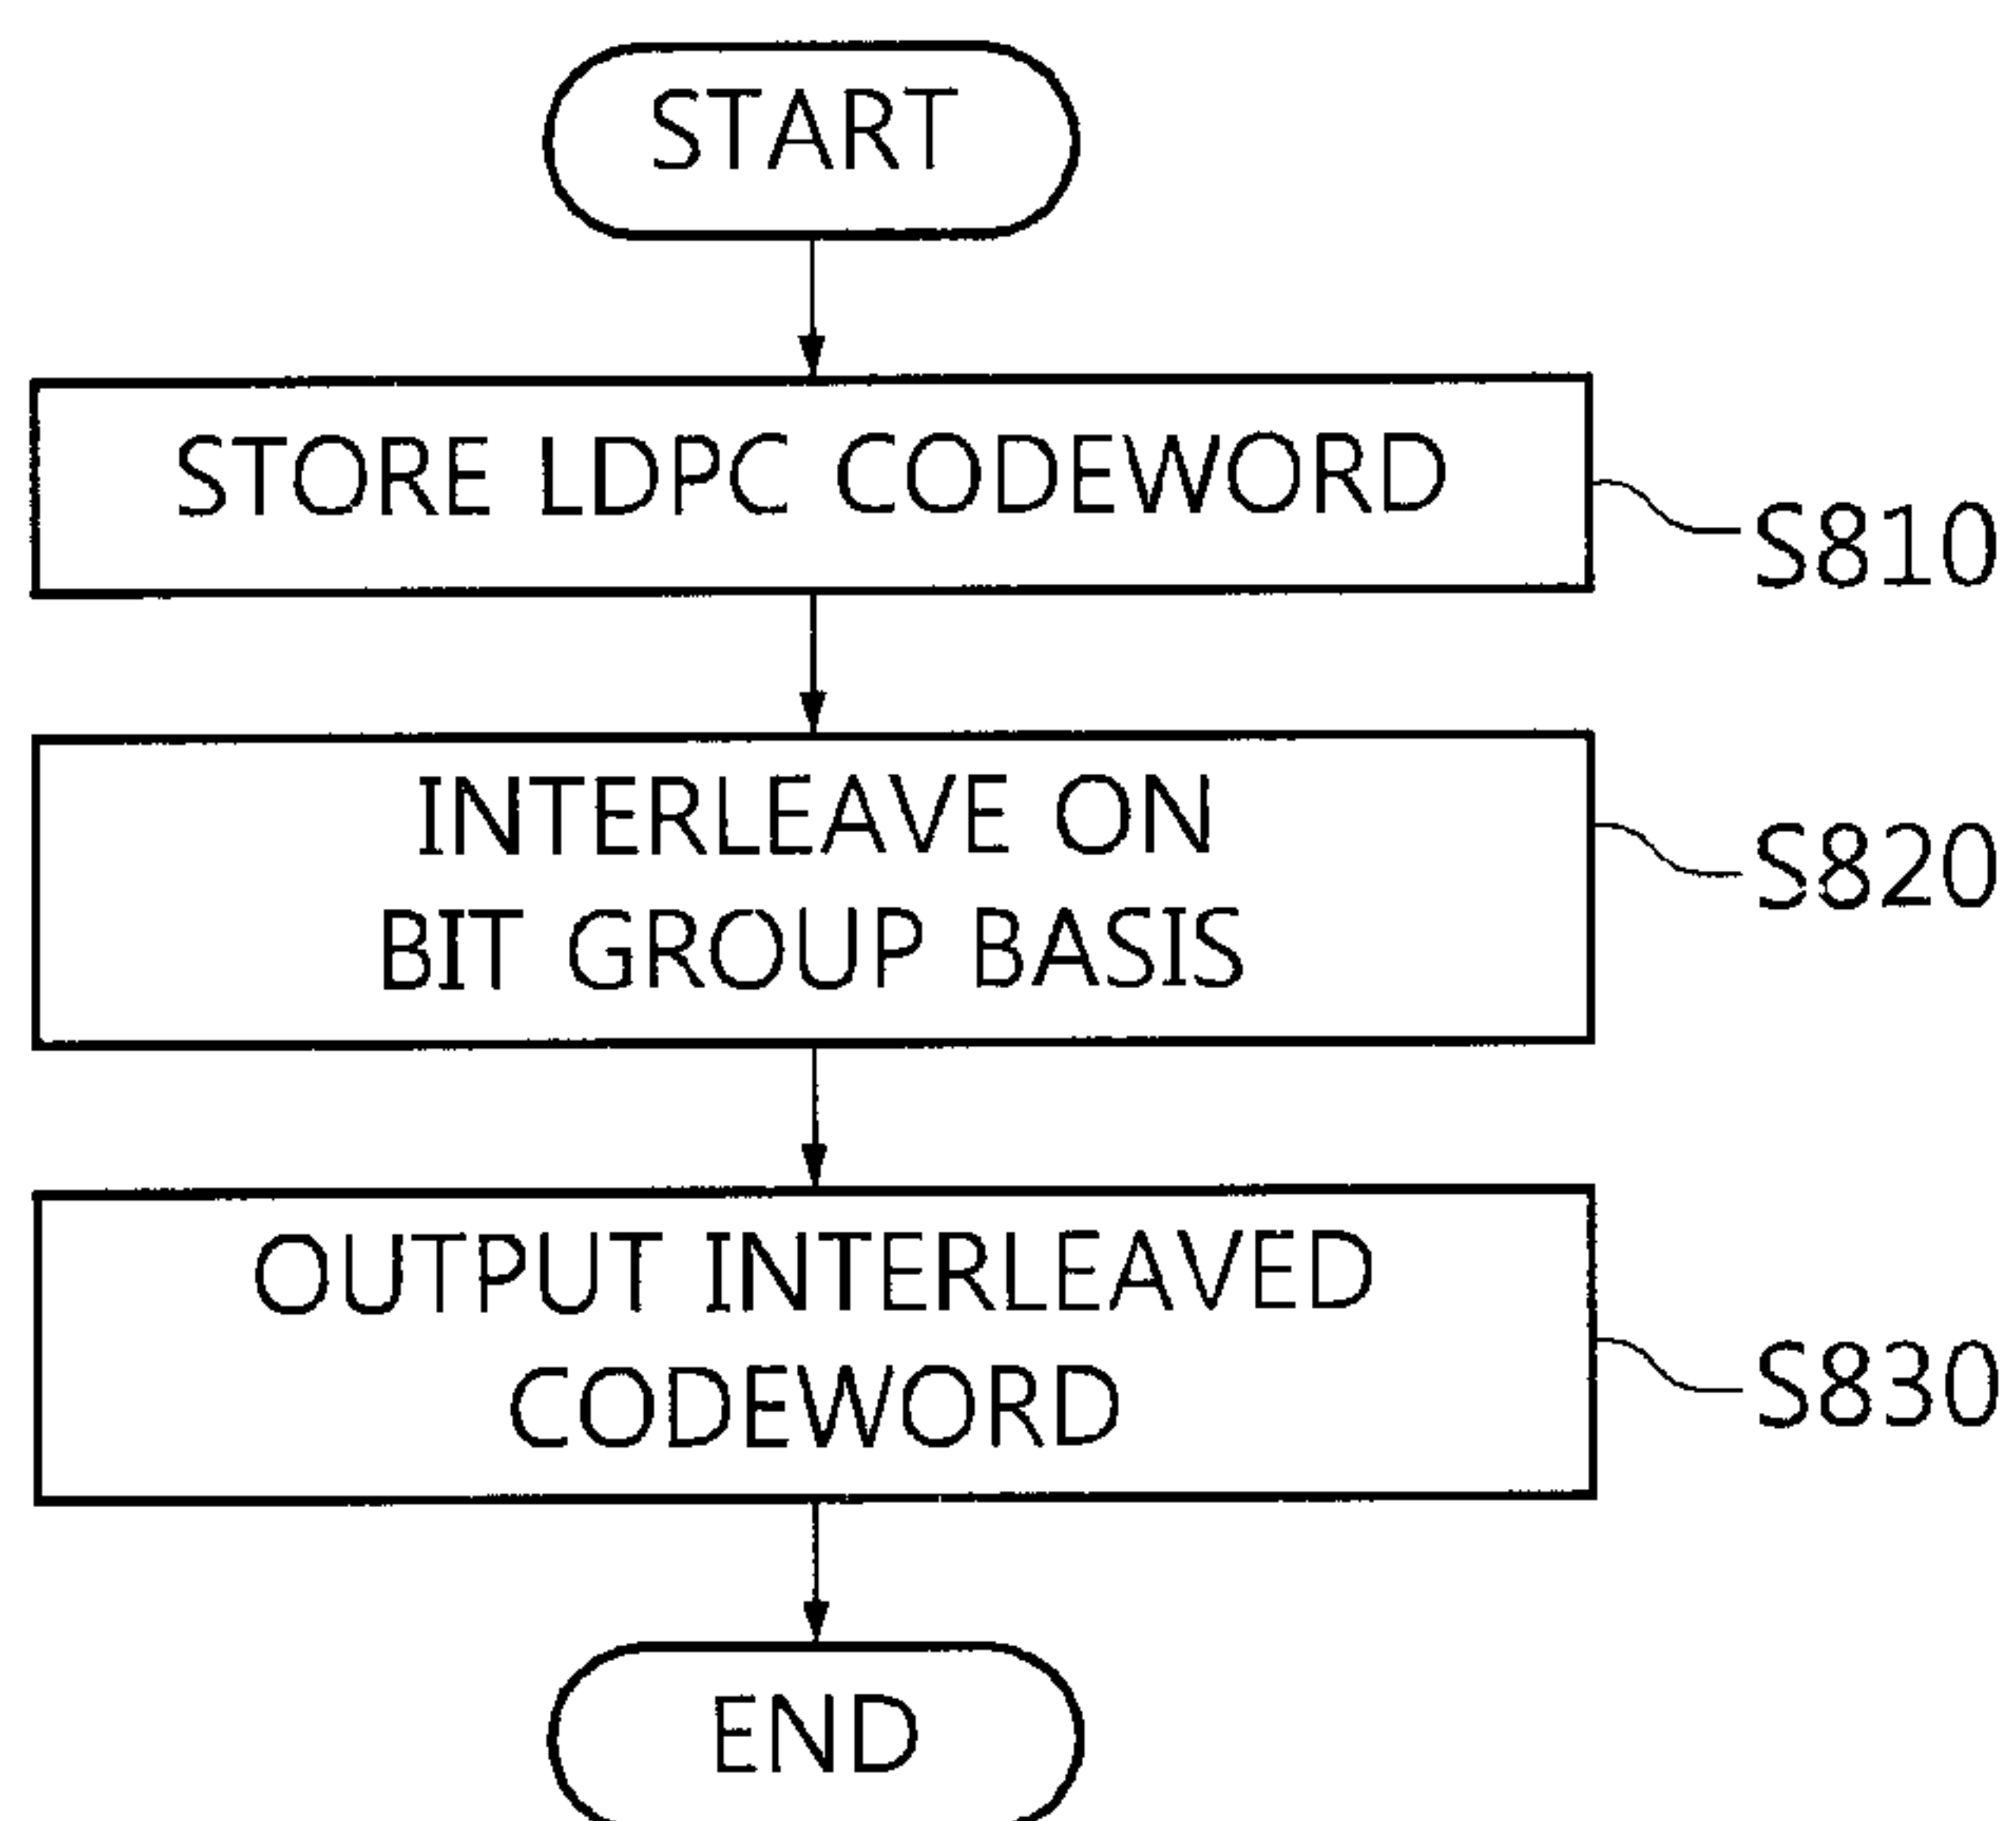 START
STORE LDPC CODEWORD
S810
INTERLEAVE ON
BIT GROUP BASIS
S820
OUTPUT INTERLEAVED
CODEWORD
S830
END